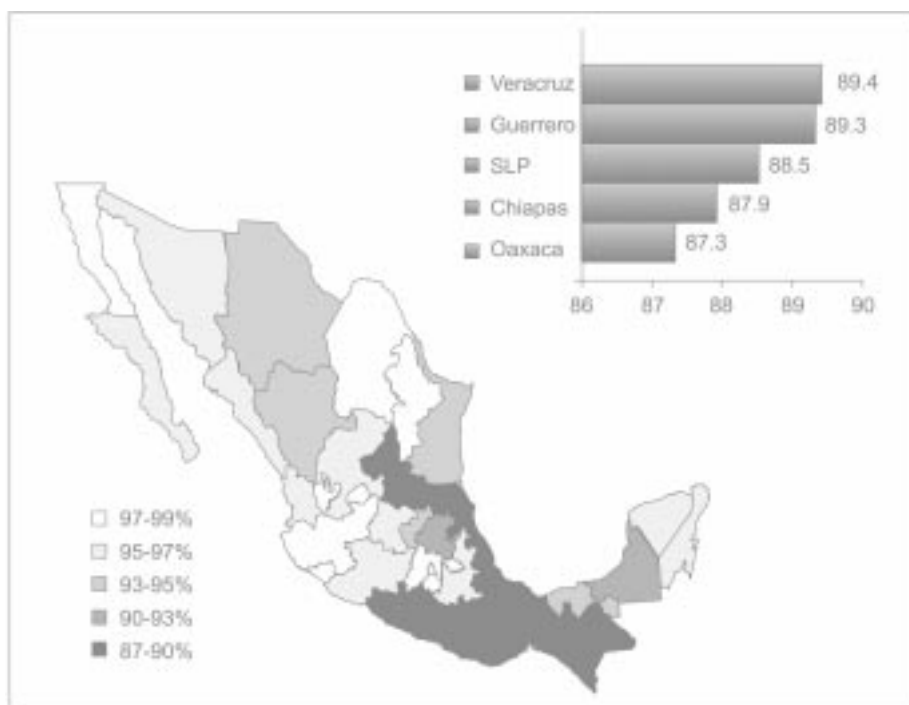 Veracruz 89.4
Guerrero 89.3
SLP 88.5
Chiapas 87.9
Oaxaca 87.3
86 87 88 89 90
97-99%
95-97%
93-95%
90-93%
87-90%